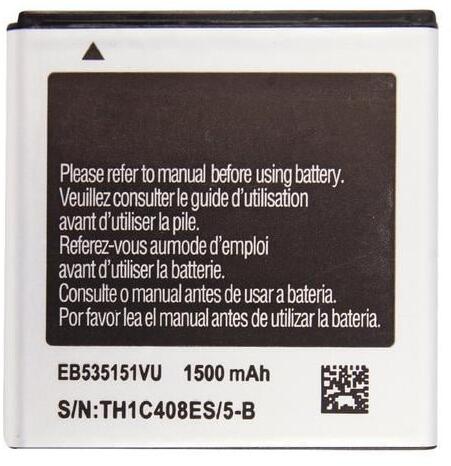 Please refer to manual before using battery.
Veuillez consulter le guide d'utilisation
avant d'utiliser la pile.
Referez-vous aumode d'emploi
avant d'utiliser la batterie.
Consulte o manual antes de usar a bateria.
Por favor lea el manual antes de utilizar la bateria.
EB535151VU 1500 mAh
S/N:TH1C408ES/5-B